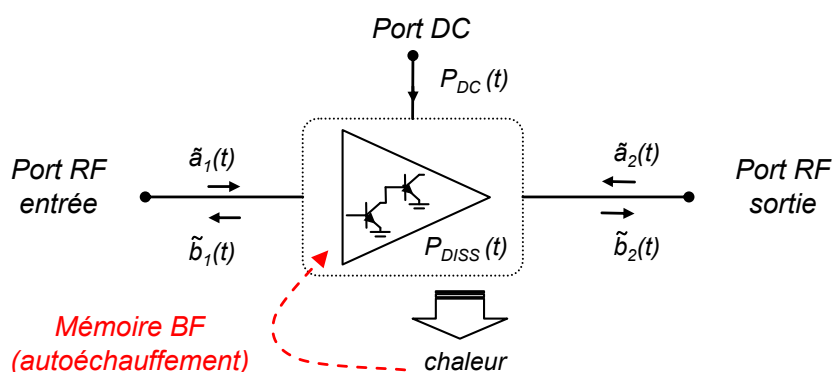 Port DC
P_DC (t)
Port RF
entrée
ã_1(t)
b̃_1(t)
P_DISS (t)
ã_2(t)
b̃_2(t)
Port RF
sortie
Mémoire BF
(autoéchauffement)
chaleur